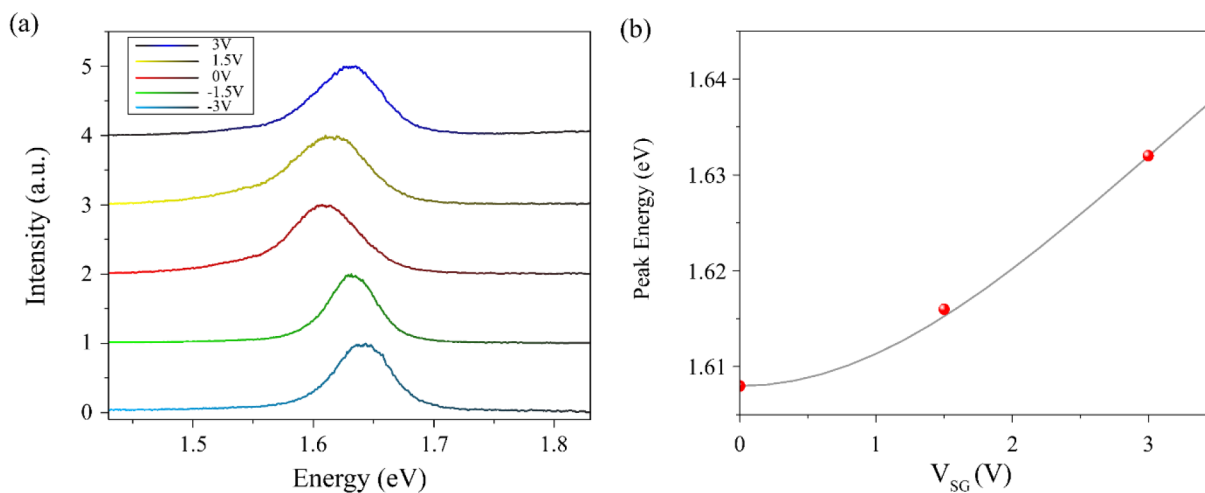 (a)
3V
1.5V
0V
-1.5V
-3V
5
4
3
2
1
0
Intensity (a.u.)
1.5
1.6
1.7
1.8
Energy (eV)
(b)
1.64
1.63
1.62
1.61
Peak Energy (eV)
0
1
2
3
V_SG (V)